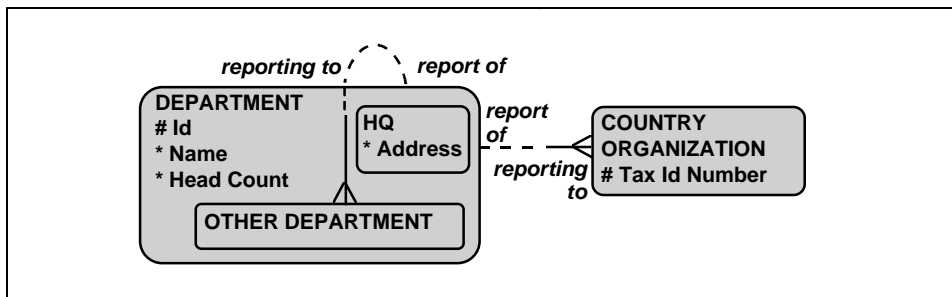 reporting to
report of
DEPARTMENT
# Id
* Name
* Head Count
HQ
* Address
OTHER DEPARTMENT
report
of
reporting
to
COUNTRY
ORGANIZATION
# Tax Id Number